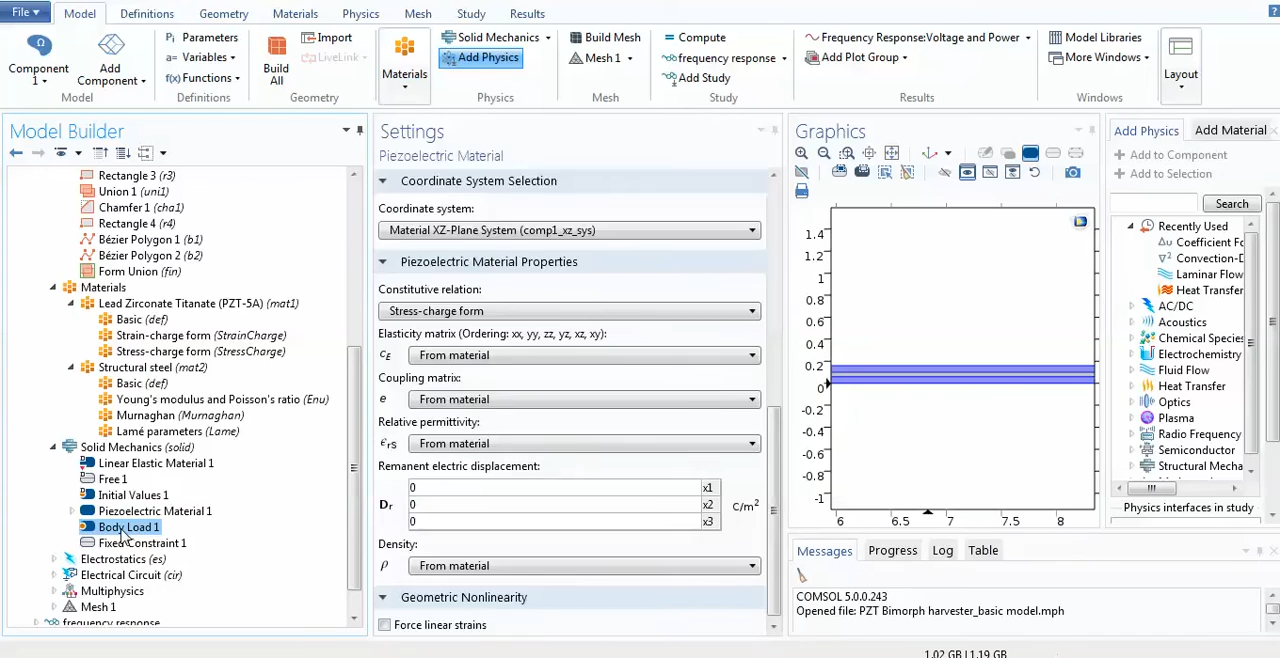 File
Model
Definitions
Geometry
Materials
Physics
Mesh
Study
Results
?
Component 1
Add Component
Model
Pi Parameters
a= Variables
f(x) Functions
Definitions
Build All
Import
LiveLink
Geometry
Materials
Solid Mechanics
Add Physics
Physics
Build Mesh
Mesh 1
Mesh
= Compute
frequency response
Add Study
Study
Frequency Response:Voltage and Power
Add Plot Group
Results
Model Libraries
More Windows
Windows
Layout
Model Builder
Rectangle 3 (r3)
Union 1 (uni1)
Chamfer 1 (cha1)
Rectangle 4 (r4)
Bézier Polygon 1 (b1)
Bézier Polygon 2 (b2)
Form Union (fin)
Materials
Lead Zirconate Titanate (PZT-5A) (mat1)
Basic (def)
Strain-charge form (StrainCharge)
Stress-charge form (StressCharge)
Structural steel (mat2)
Basic (def)
Young's modulus and Poisson's ratio (Enu)
Murnaghan (Murnaghan)
Lamé parameters (Lame)
Solid Mechanics (solid)
Linear Elastic Material 1
Free 1
Initial Values 1
Piezoelectric Material 1
Body Load 1
Fixed Constraint 1
Electrostatics (es)
Electrical Circuit (cir)
Multiphysics
Mesh 1
frequency response
Settings
Piezoelectric Material
Coordinate System Selection
Coordinate system:
Material XZ-Plane System (comp1_xz_sys)
Piezoelectric Material Properties
Constitutive relation:
Stress-charge form
Elasticity matrix (Ordering: xx, yy, zz, yz, xz, xy):
cE From material
Coupling matrix:
e From material
Relative permittivity:
ϵrS From material
Remanent electric displacement:
0 x1
Dr 0 x2 C/m²
0 x3
Density:
ρ From material
Geometric Nonlinearity
Force linear strains
Graphics
1.4
1.2
1
0.8
0.6
0.4
0.2
0
-0.2
-0.4
-0.6
-0.8
-1
6 6.5 7 7.5 8
Messages Progress Log Table
COMSOL 5.0.0.243
Opened file: PZT Bimorph harvester_basic model.mph
Add Physics Add Material
+ Add to Component
+ Add to Selection
Search
Recently Used
Δu Coefficient Fo
∇² Convection-D
Laminar Flow
Heat Transfer
AC/DC
Acoustics
Chemical Species
Electrochemistry
Fluid Flow
Heat Transfer
Optics
Plasma
Radio Frequency
Semiconductor
Structural Mecha
Physics interfaces in study
1.02 GB | 1.19 GB